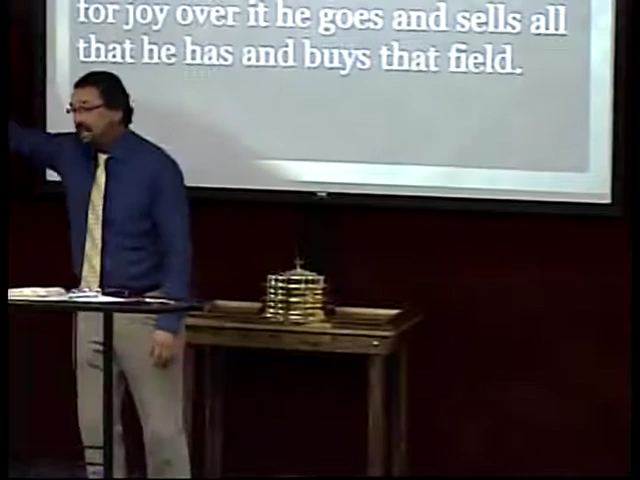 for joy over it he goes and sells all
that he has and buys that field.